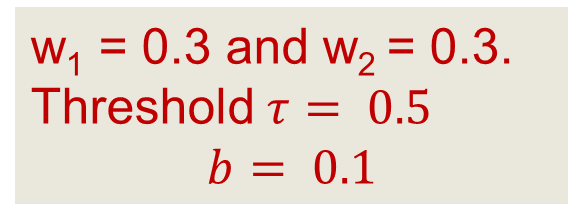 w₁ = 0.3 and w₂ = 0.3.
Threshold τ = 0.5
b = 0.1